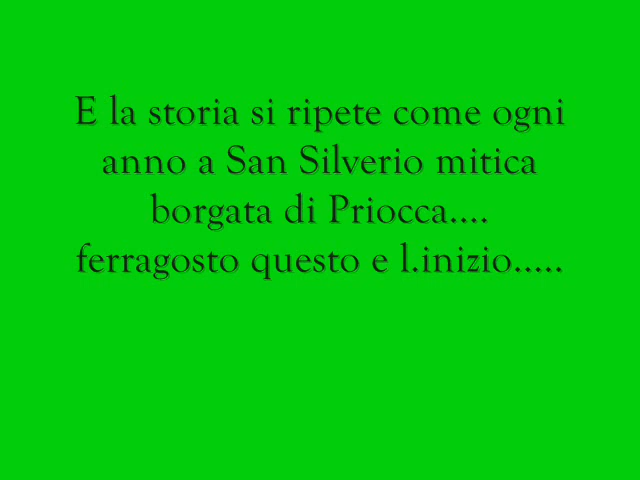 E la storia si ripete come ogni
anno a San Silverio mitica
borgata di Priocca....
ferragosto questo e l.inizio.....